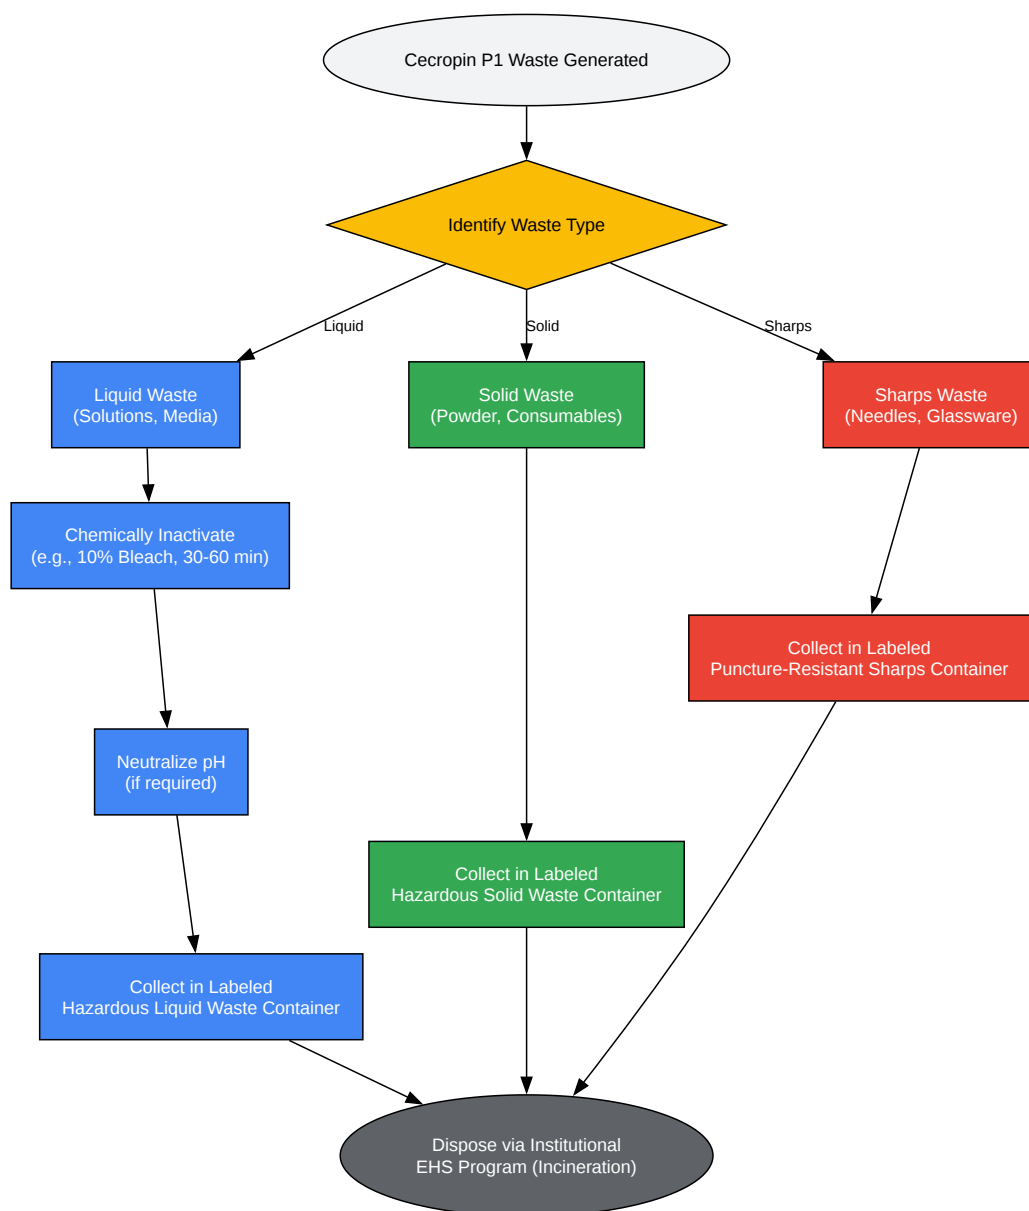 Cecropin P1 Waste Generated
Identify Waste Type
Liquid
Solid
Sharps
Liquid Waste
(Solutions, Media)
Solid Waste
(Powder, Consumables)
Sharps Waste
(Needles, Glassware)
Chemically Inactivate
(e.g., 10% Bleach, 30-60 min)
Collect in Labeled
Puncture-Resistant Sharps Container
Neutralize pH
(if required)
Collect in Labeled
Hazardous Solid Waste Container
Collect in Labeled
Hazardous Liquid Waste Container
Dispose via Institutional
EHS Program (Incineration)